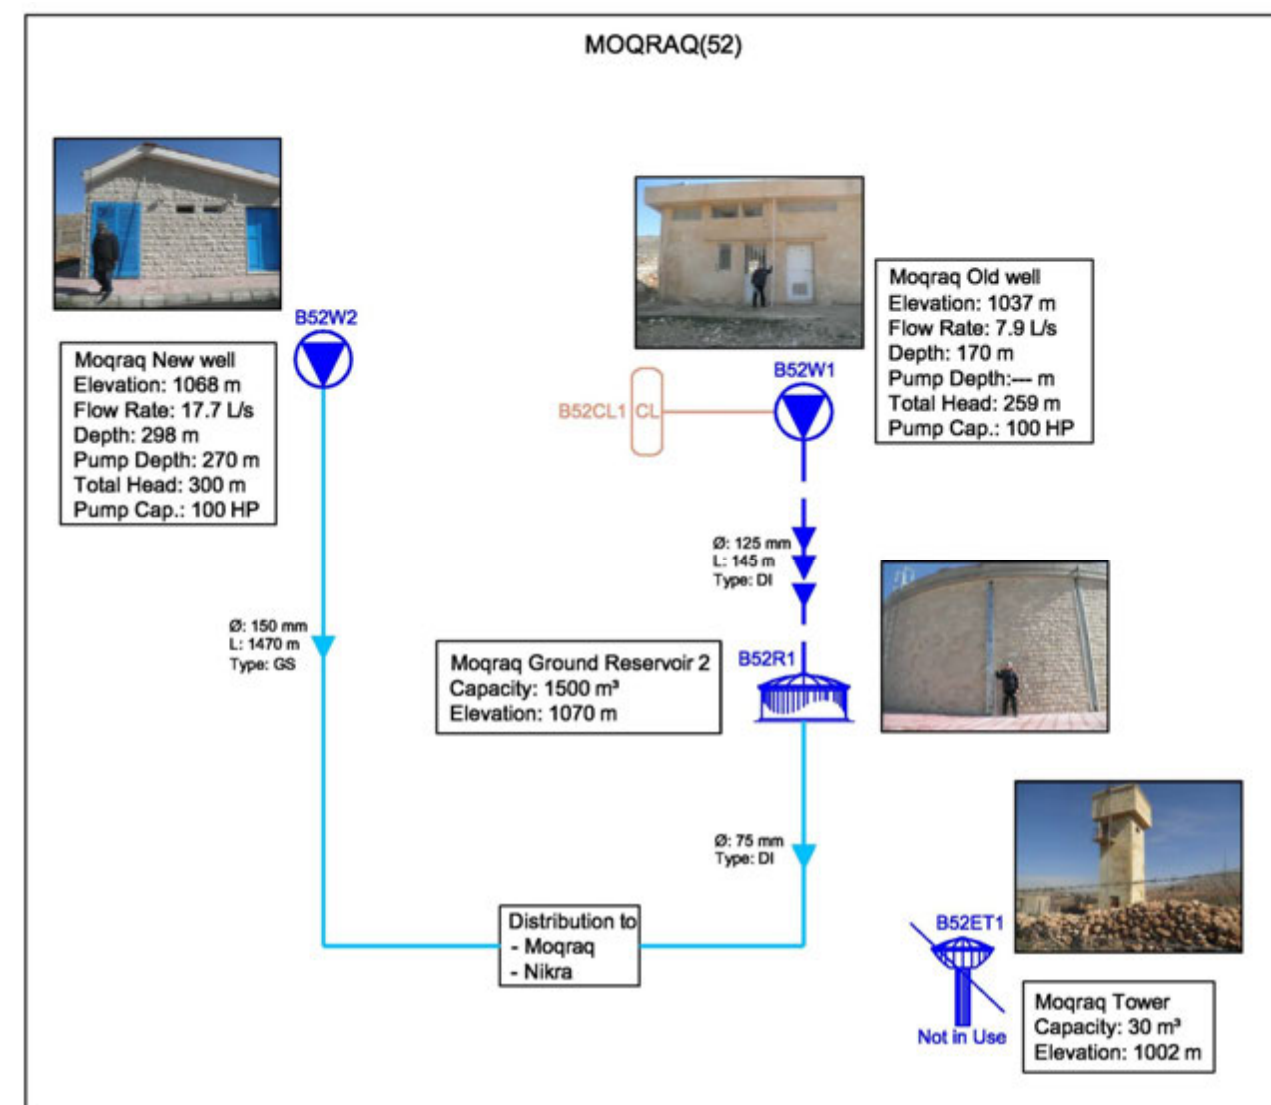 MOQRAQ(52)
B52W2
Moqraq New well
Elevation: 1068 m
Flow Rate: 17.7 L/s
Depth: 298 m
Pump Depth: 270 m
Total Head: 300 m
Pump Cap.: 100 HP
B52CL1
CL
B52W1
Moqraq Old well
Elevation: 1037 m
Flow Rate: 7.9 L/s
Depth: 170 m
Pump Depth:--- m
Total Head: 259 m
Pump Cap.: 100 HP
Ø: 125 mm
L: 145 m
Type: DI
Ø: 150 mm
L: 1470 m
Type: GS
Moqraq Ground Reservoir 2
Capacity: 1500 m³
Elevation: 1070 m
B52R1
Ø: 75 mm
Type: DI
Distribution to
- Moqraq
- Nikra
B52ET1
Not in Use
Moqraq Tower
Capacity: 30 m³
Elevation: 1002 m